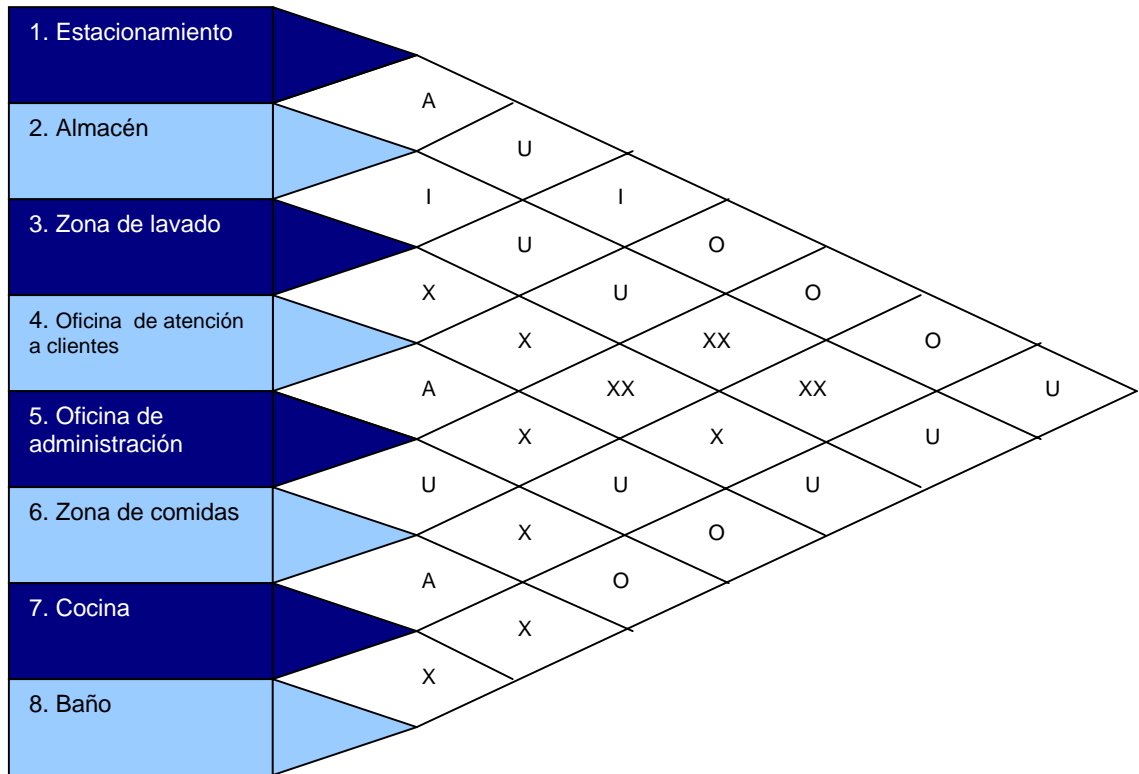 1. Estacionamiento
A
2. Almacén
U
I
I
3. Zona de lavado
U
O
X
U
O
4. Oficina de atención
a clientes
X
XX
O
A
XX
XX
U
5. Oficina de
administración
X
X
U
U
U
U
6. Zona de comidas
X
O
A
O
7. Cocina
X
X
8. Baño